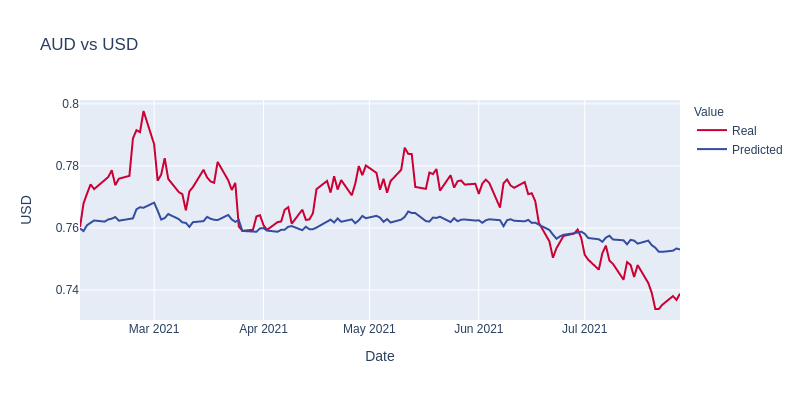 AUD vs USD
Value
Real
Predicted
0.8
0.78
0.76
0.74
USD
Mar 2021
Apr 2021
May 2021
Jun 2021
Jul 2021
Date